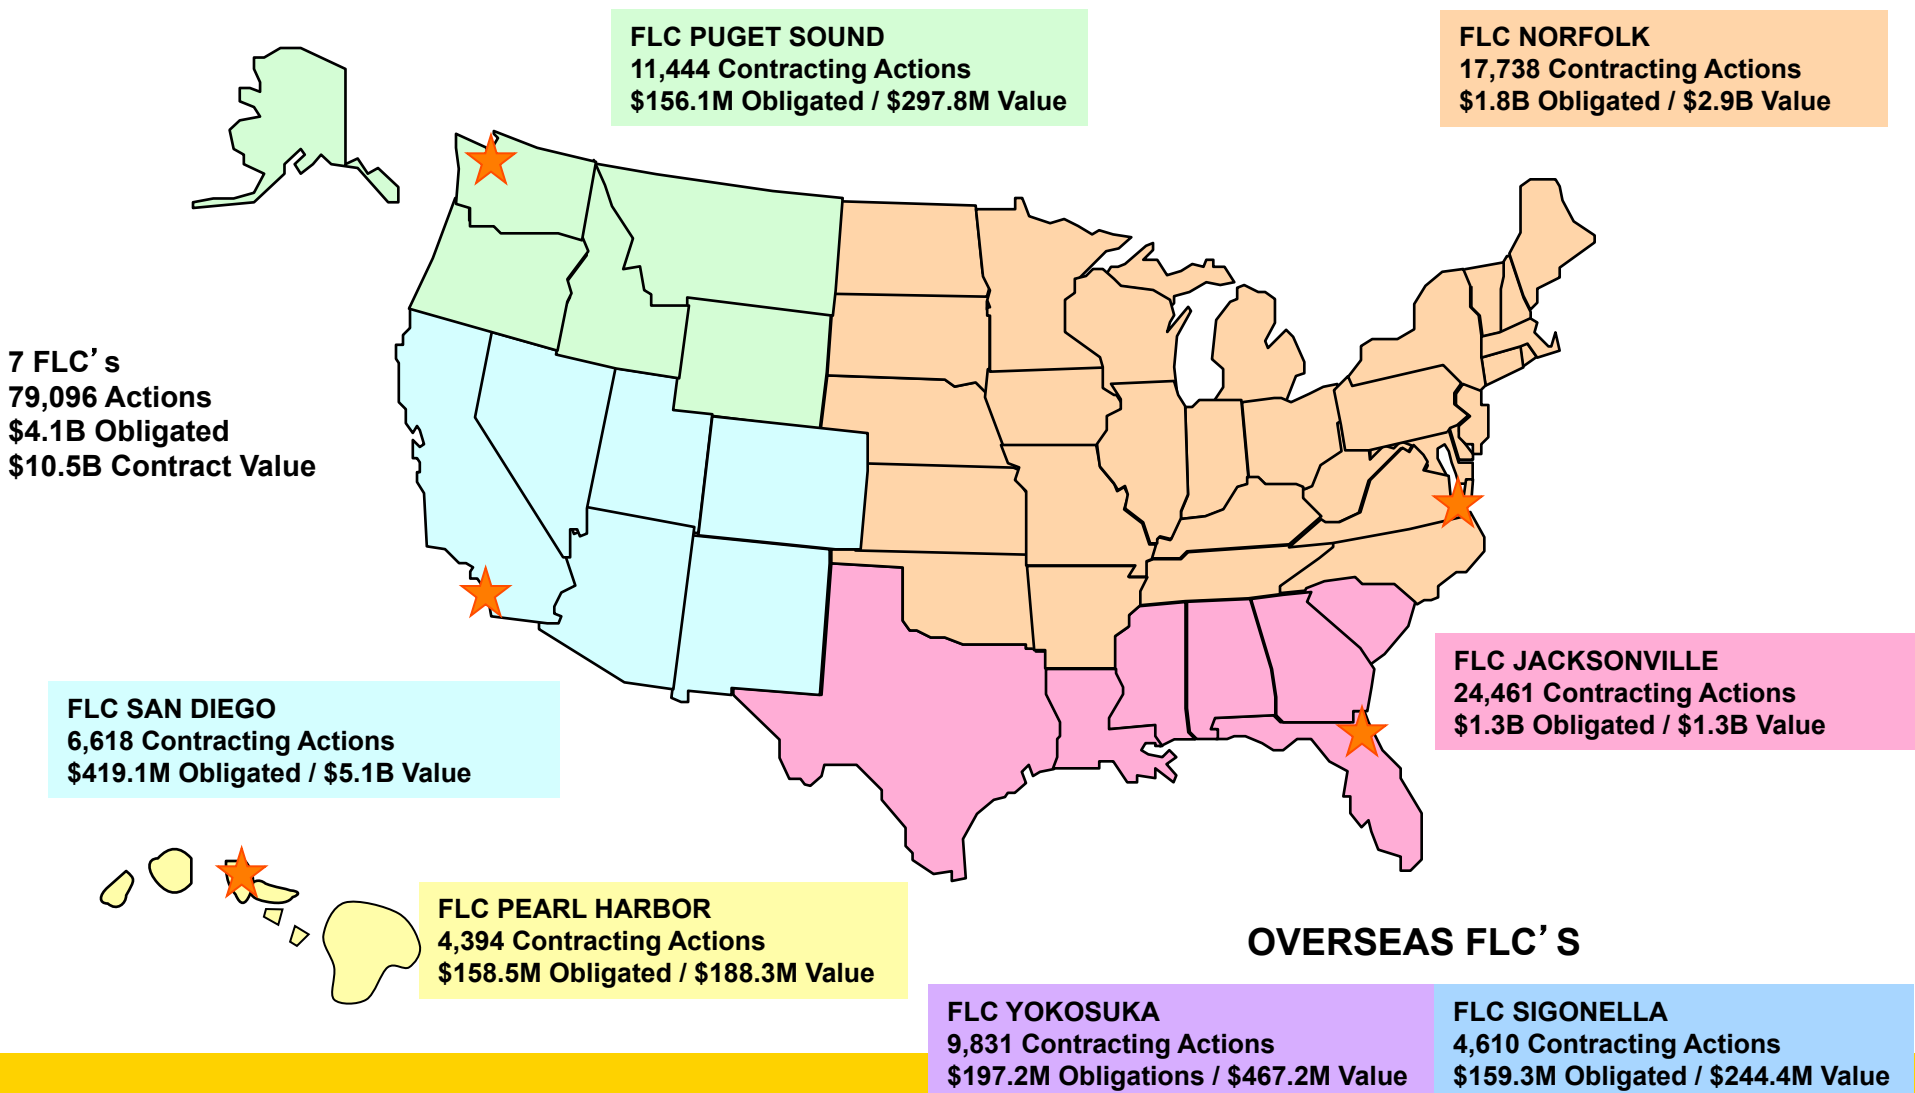 FLC PUGET SOUND
11,444 Contracting Actions
$156.1M Obligated / $297.8M Value
FLC NORFOLK
17,738 Contracting Actions
$1.8B Obligated / $2.9B Value
7 FLC’s
79,096 Actions
$4.1B Obligated
$10.5B Contract Value
FLC JACKSONVILLE
24,461 Contracting Actions
$1.3B Obligated / $1.3B Value
FLC SAN DIEGO
6,618 Contracting Actions
$419.1M Obligated / $5.1B Value
FLC PEARL HARBOR
4,394 Contracting Actions
$158.5M Obligated / $188.3M Value
OVERSEAS FLC’S
FLC YOKOSUKA
9,831 Contracting Actions
$197.2M Obligations / $467.2M Value
FLC SIGONELLA
4,610 Contracting Actions
$159.3M Obligated / $244.4M Value